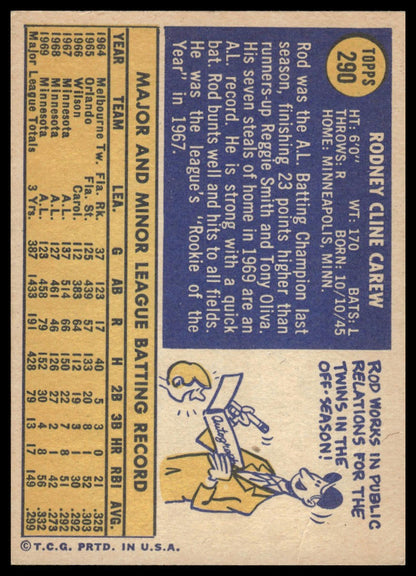 TOPPS
290
RODNEY CLINE CAREW
HT: 6'0" WT: 170 BATS: L
THROWS: R BORN: 10/10/45
HOME: MINNEAPOLIS, MINN.
Rod was the A.L. Batting Champion last
season, finishing 23 points higher than
runners-up Reggie Smith and Tony Oliva.
His seven steals of home in 1969 are an
A.L. record. He is strong with a quick
bat. Rod bunts well and hits to all fields.
He was the league's "Rookie of the
Year" in 1967.
ROD WORKS IN PUBLIC
RELATIONS FOR THE
TWINS IN THE
OFF SEASON!
Autographs
MAJOR AND MINOR LEAGUE BATTING RECORD
YEAR TEAM LEA. G AB R H 2B 3B HR RBI AVG.
1964 Melbourne Tw. Fla. Rk. 37 123 17 40 5 3 0 21 .325
1965 Orlando Fla. St. 125 439 57 133 20 8 1 52 .303
1966 Wilson Carol. 112 383 64 112 19 3 1 30 .292
1967 Minnesota A.L. 137 514 66 150 22 7 8 51 .292
1968 Minnesota A.L. 127 461 46 126 27 2 1 42 .273
1969 Minnesota A.L. 123 458 79 152 30 4 8 56 .332
Major League Totals 3 Yrs. 387 1433 191 428 79 13 17 149 .299
© T.C.G. PRTD. IN U.S.A.